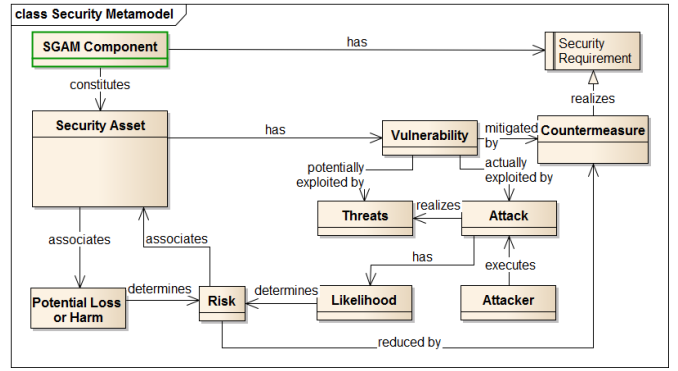 class Security Metamodel
SGAM Component
has
Security
Requirement
constitutes
realizes
Security Asset
has
Vulnerability
mitigated
by
Countermeasure
potentially
exploited by
actually
exploited by
Threats
realizes
Attack
associates
associates
has
executes
Potential Loss
or Harm
determines
Risk
determines
Likelihood
Attacker
reduced by